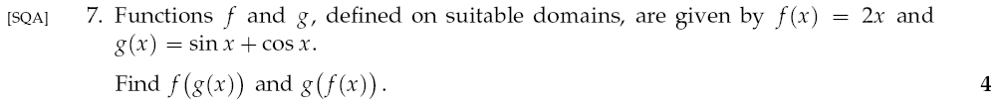 [SQA] 7. Functions f and g, defined on suitable domains, are given by f(x) = 2x and
g(x) = sin x + cos x.
Find f(g(x)) and g(f(x)). 4